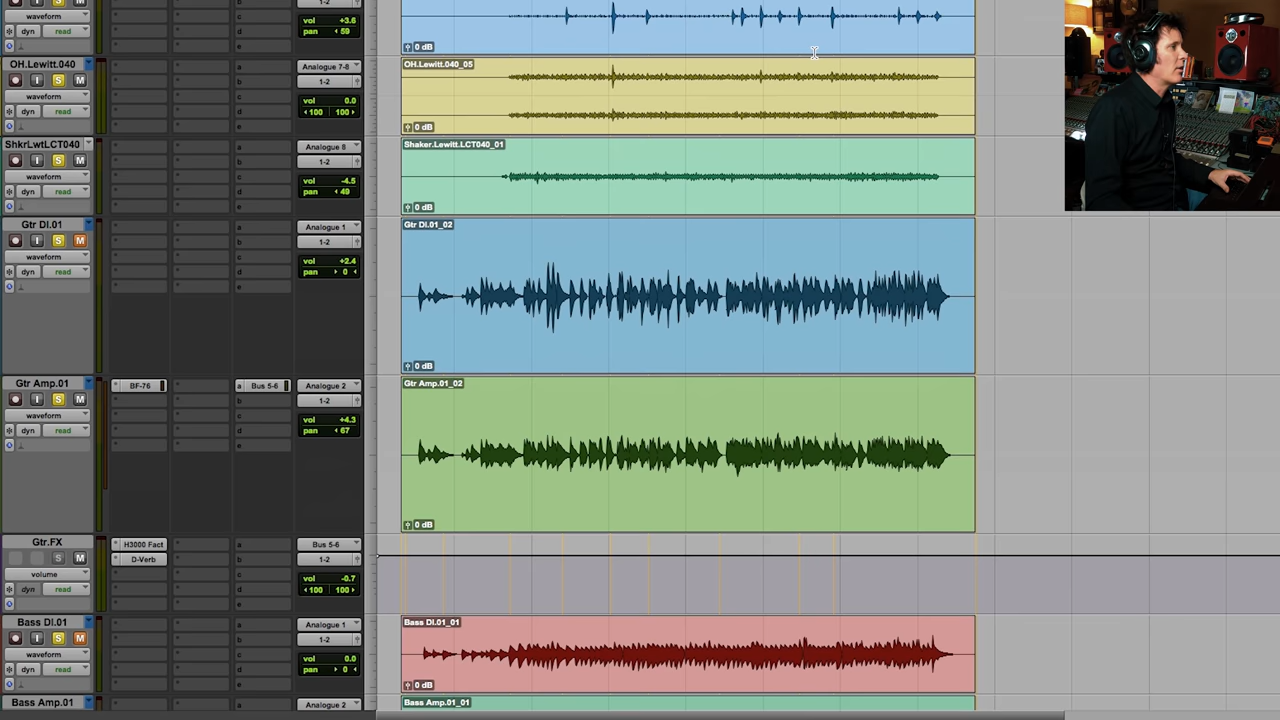 waveform
dyn read
c
d
e
vol +3.6
pan 59
0 dB
OH.Lewitt.040
I S M
waveform
dyn read
a
b
c
d
e
Analogue 7-8
1-2
vol 0.0
100 100
OH.Lewitt.040_05
0 dB
ShkrLwtLCT040
I S M
waveform
dyn read
a
b
c
d
e
Analogue 8
1-2
vol -4.5
pan 49
Shaker.Lewitt.LCT040_01
0 dB
Gtr DI.01
I S M
waveform
dyn read
a
b
c
d
e
Analogue 1
1-2
vol +2.4
pan 0
Gtr DI.01_02
0 dB
Gtr Amp.01
I S M
waveform
dyn read
BF-76
a Bus 5-6
b
c
d
e
Analogue 2
1-2
vol +4.3
pan 67
Gtr Amp.01_02
0 dB
Gtr.FX
S M
volume
dyn read
H3000 Fact
D-Verb
a
b
c
d
e
Bus 5-6
1-2
vol -0.7
100 100
Bass DI.01
I S M
waveform
dyn read
a
b
c
d
e
Analogue 1
1-2
vol 0.0
pan 0
Bass DI.01_01
0 dB
Bass Amp.01
a
Analogue 2
Bass Amp.01_01